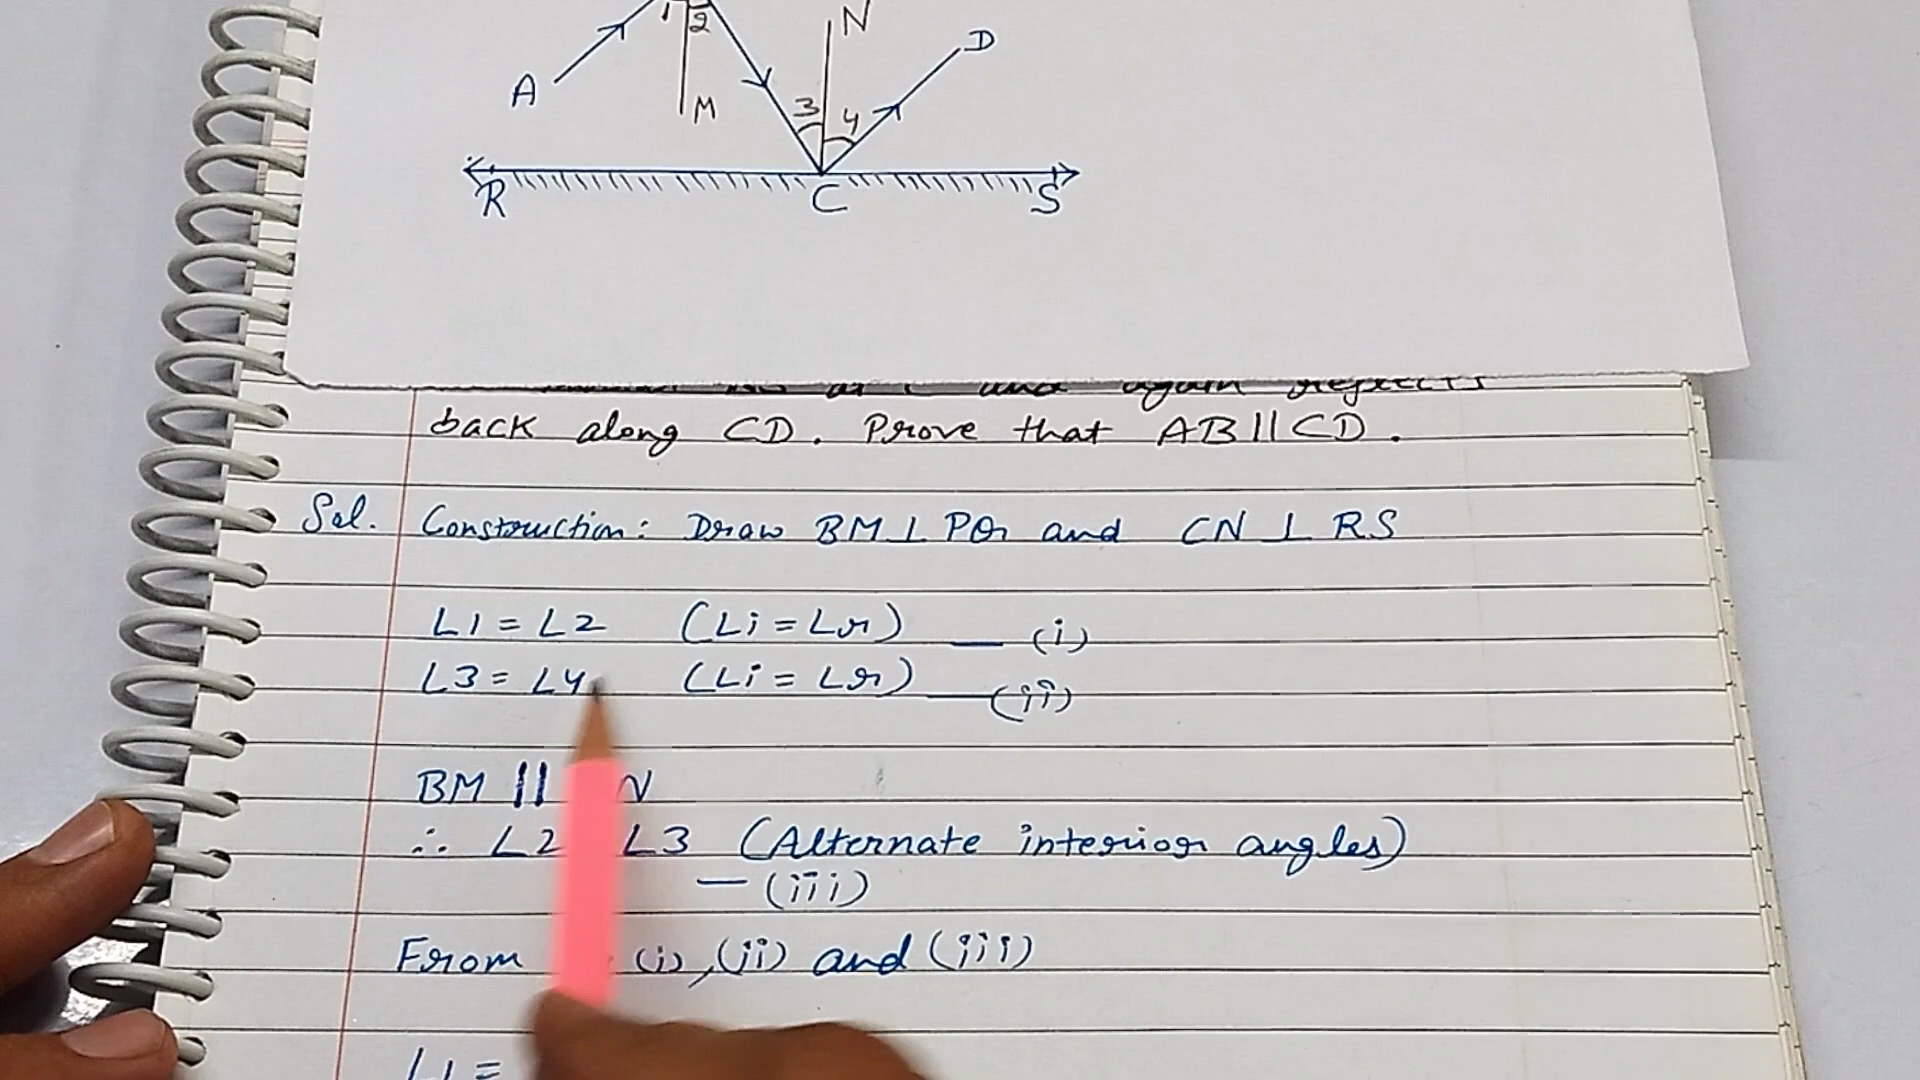 1 2
N
D
A
M
3
4
R C S
back along CD. Prove that AB||CD.
Sol. Construction: Draw BM⊥PQ and CN ⊥ RS
∠1 = ∠2 (∠i = ∠r) — (i)
∠3 = ∠4 (∠i = ∠r) — (ii)
BM || N
∴ ∠2 ∠3 (Alternate interior angles)
— (iii)
From (i), (ii) and (iii)
∠1 =